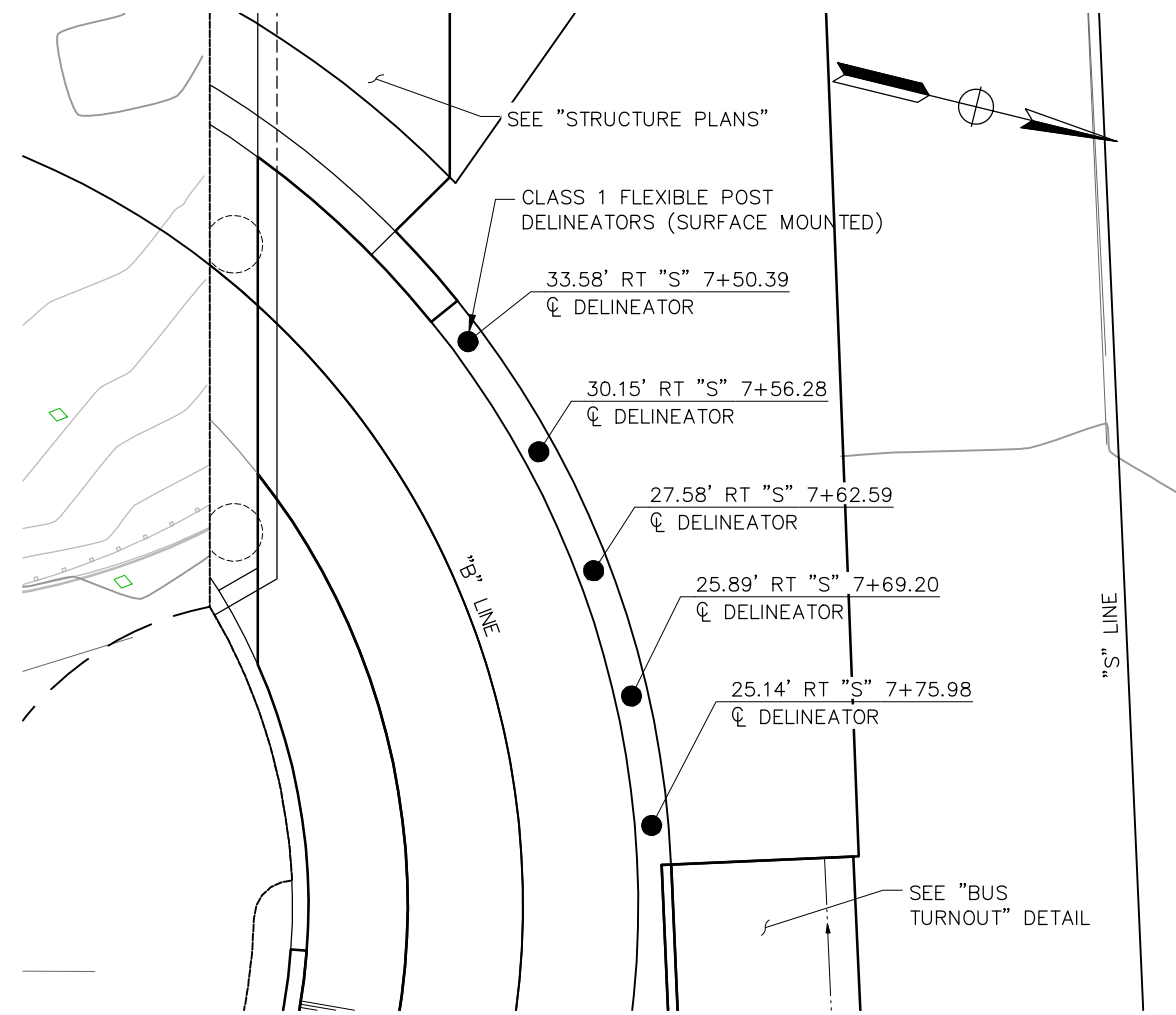 SEE "STRUCTURE PLANS"
CLASS 1 FLEXIBLE POST
DELINEATORS (SURFACE MOUNTED)
33.58' RT "S" 7+50.39
℄ DELINEATOR
30.15' RT "S" 7+56.28
℄ DELINEATOR
27.58' RT "S" 7+62.59
℄ DELINEATOR
"B" LINE
25.89' RT "S" 7+69.20
℄ DELINEATOR
"S" LINE
25.14' RT "S" 7+75.98
℄ DELINEATOR
SEE "BUS
TURNOUT" DETAIL